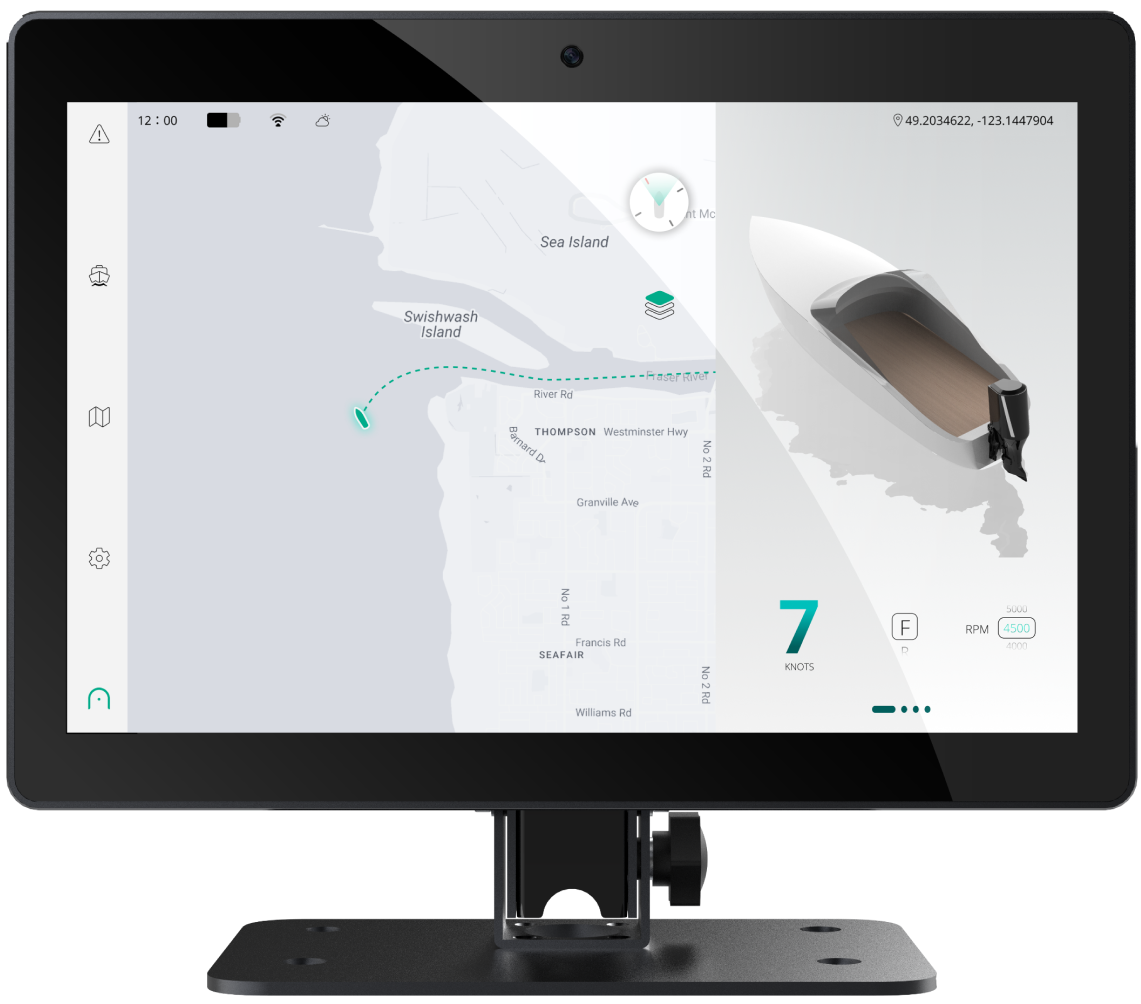 12 : 00
49.2034622, -123.1447904
nt Mc
Sea Island
Swishwash
Island
Fraser River
River Rd
THOMPSON Westminster Hwy
Barnard Dr
No 2 Rd
Granville Ave
No 1 Rd
Francis Rd
SEAFAIR
No 2 Rd
Williams Rd
7
KNOTS
F
R
5000
RPM 4500
4000